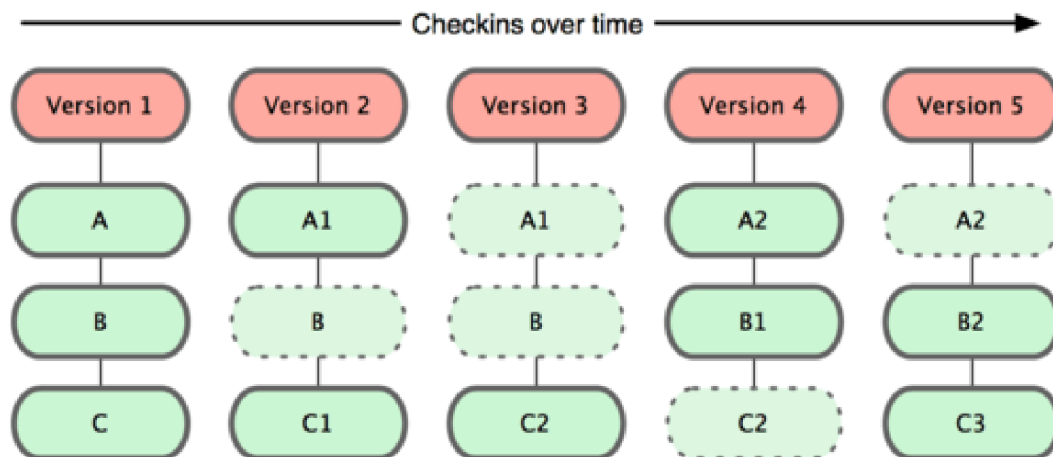 Checkins over time
Version 1 Version 2 Version 3 Version 4 Version 5
A A1 A1 A2 A2
B B B B1 B2
C C1 C2 C2 C3